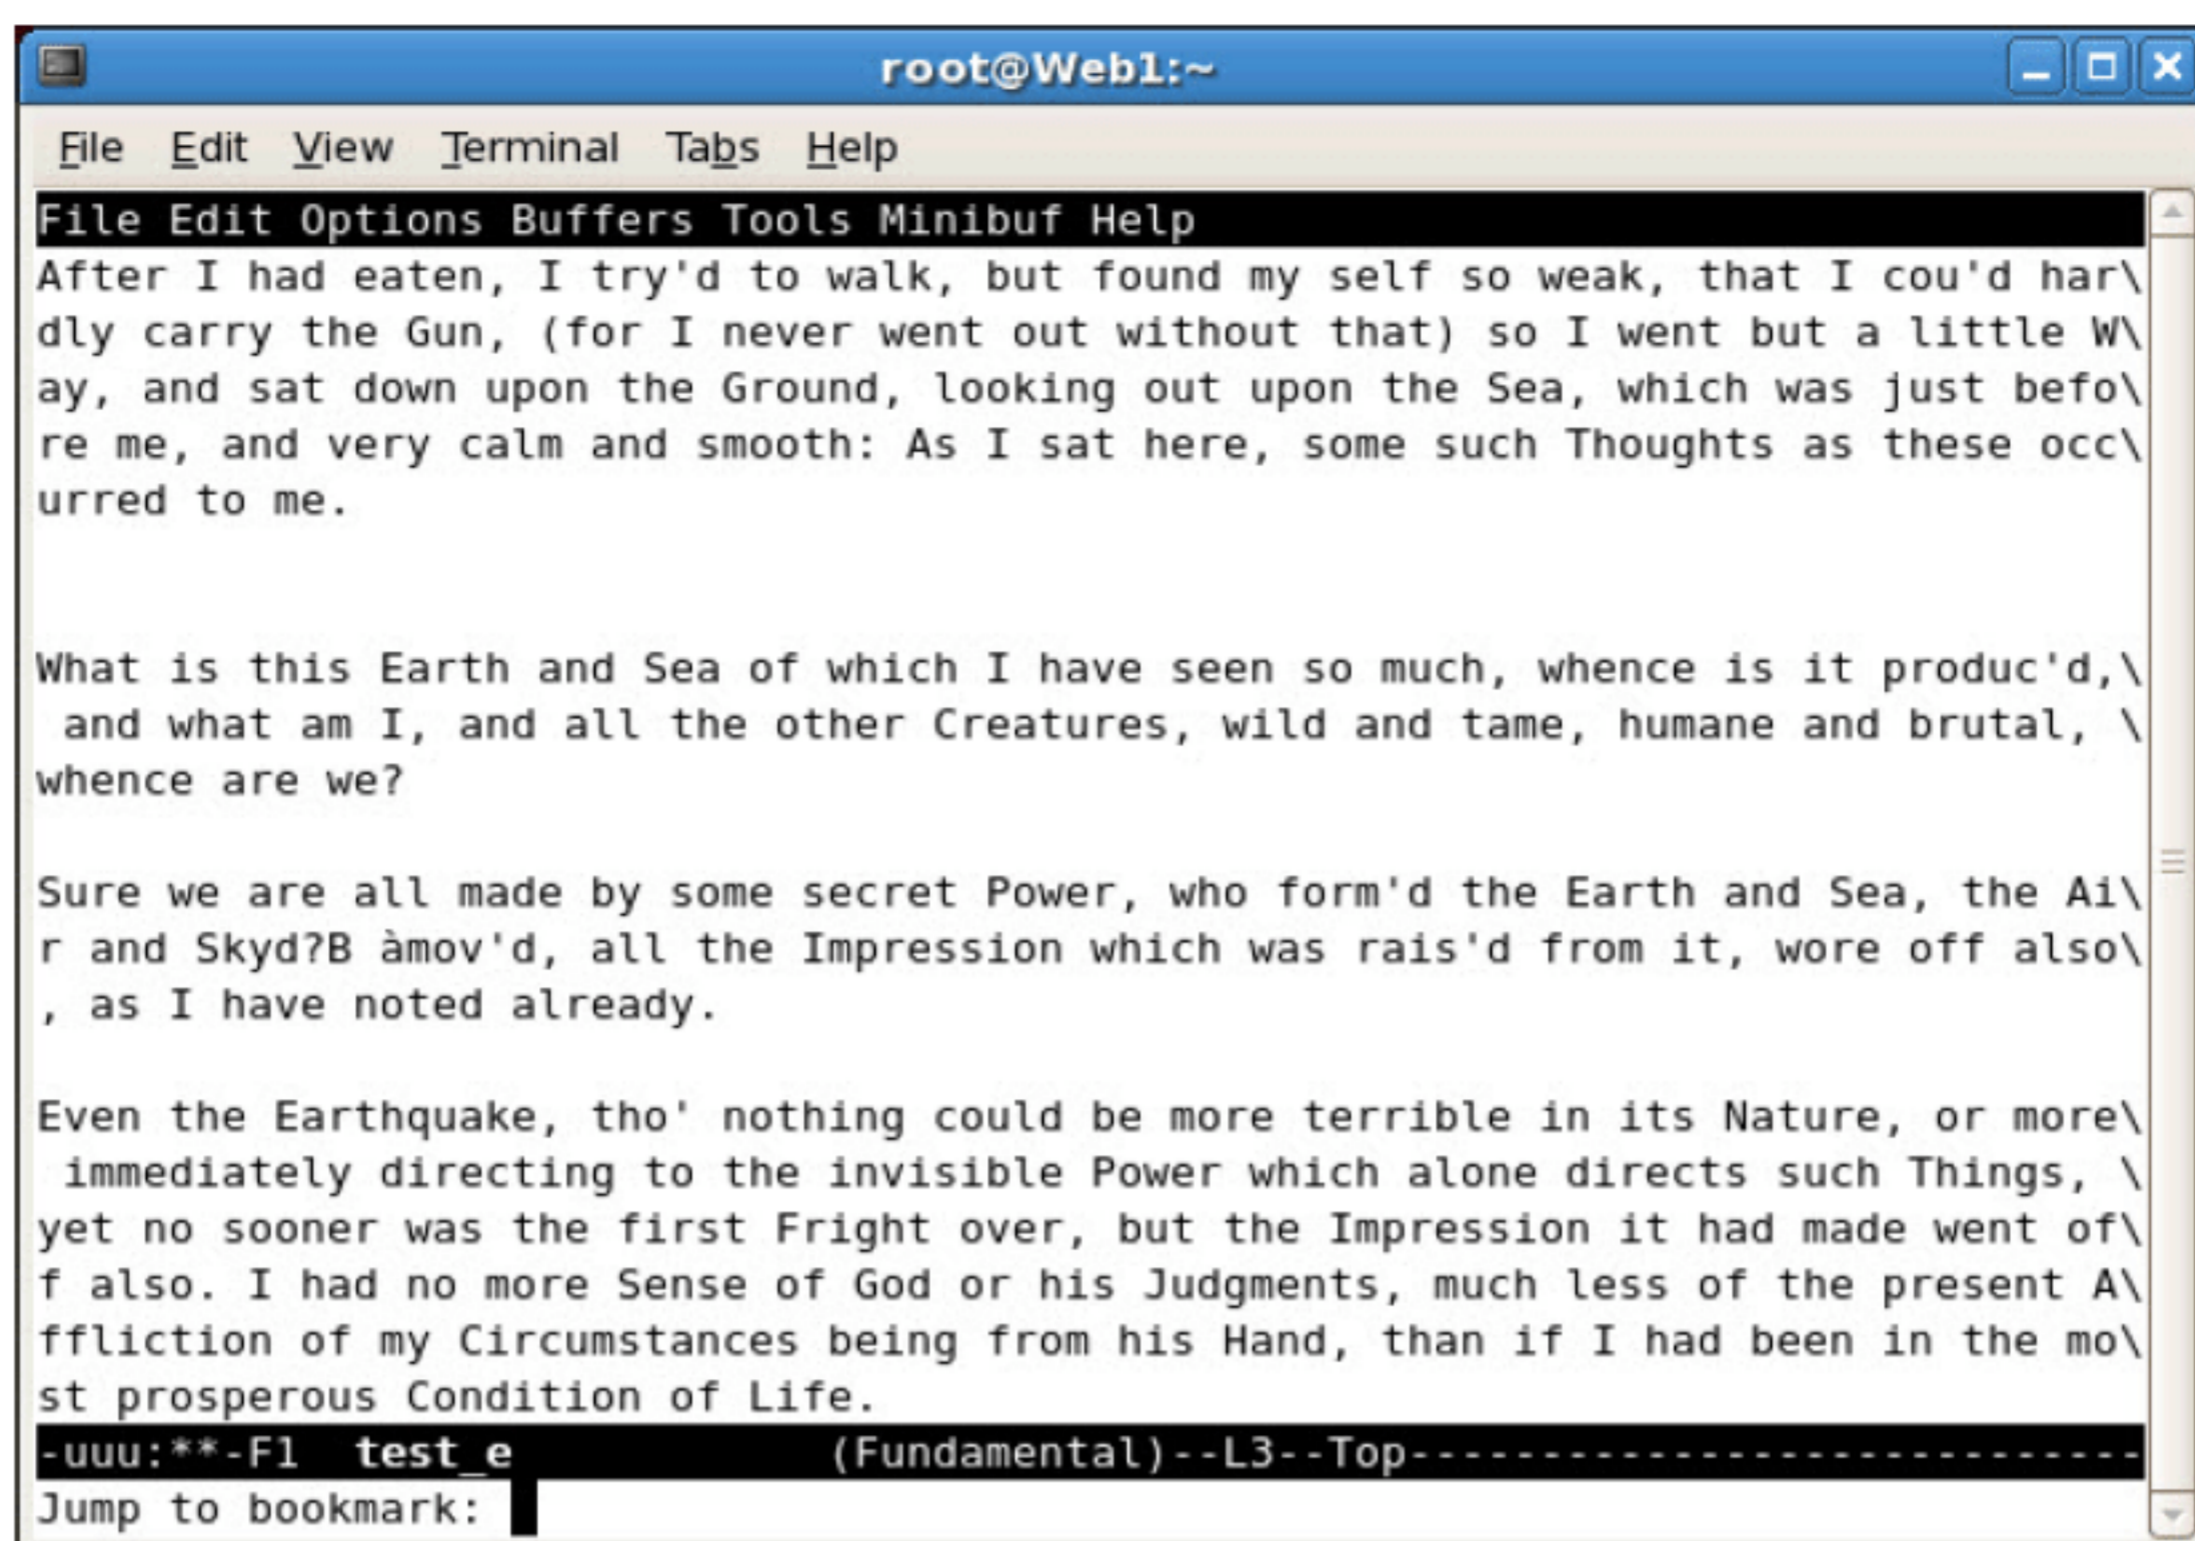 root@Web1:~
File Edit View Terminal Tabs Help
File Edit Options Buffers Tools Minibuf Help
After I had eaten, I try'd to walk, but found my self so weak, that I cou'd har\
dly carry the Gun, (for I never went out without that) so I went but a little W\
ay, and sat down upon the Ground, looking out upon the Sea, which was just befo\
re me, and very calm and smooth: As I sat here, some such Thoughts as these occ\
urred to me.
What is this Earth and Sea of which I have seen so much, whence is it produc'd,\
 and what am I, and all the other Creatures, wild and tame, humane and brutal, \
whence are we?
Sure we are all made by some secret Power, who form'd the Earth and Sea, the Ai\
r and Skyd?B àmov'd, all the Impression which was rais'd from it, wore off also\
, as I have noted already.
Even the Earthquake, tho' nothing could be more terrible in its Nature, or more\
 immediately directing to the invisible Power which alone directs such Things, \
yet no sooner was the first Fright over, but the Impression it had made went of\
f also. I had no more Sense of God or his Judgments, much less of the present A\
ffliction of my Circumstances being from his Hand, than if I had been in the mo\
st prosperous Condition of Life.
-uuu:**-F1  test_e            (Fundamental)--L3--Top----------------------------
Jump to bookmark: